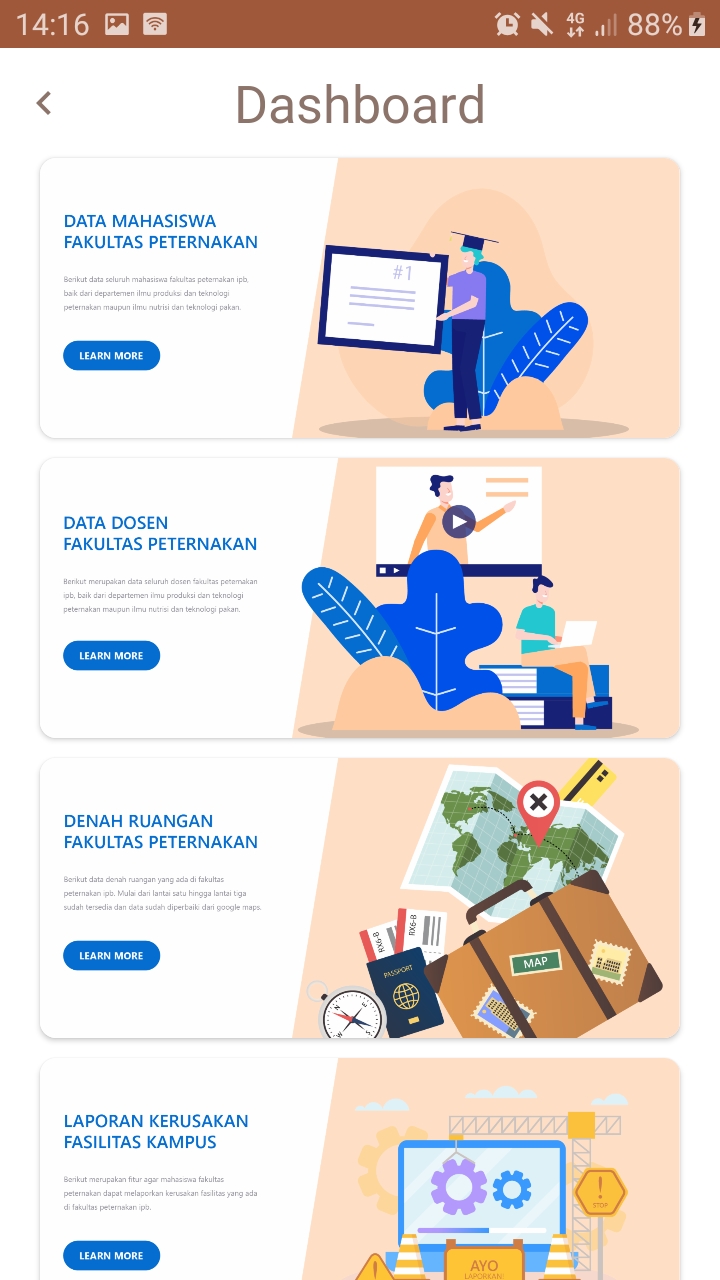 14:16
4G
88%
Dashboard
DATA MAHASISWA
FAKULTAS PETERNAKAN
Berikut data seluruh mahasiswa fakultas peternakan ipb,
baik dari departemen ilmu produksi dan teknologi
peternakan maupun ilmu nutrisi dan teknologi pakan.
LEARN MORE
#1
DATA DOSEN
FAKULTAS PETERNAKAN
Berikut merupakan data seluruh dosen fakultas peternakan
ipb, baik dari departemen ilmu produksi dan teknologi
peternakan maupun ilmu nutrisi dan teknologi pakan.
LEARN MORE
DENAH RUANGAN
FAKULTAS PETERNAKAN
Berikut data denah ruangan yang ada di fakultas
peternakan ipb. Mulai dari lantai satu hingga lantai tiga
sudah tersedia dan data sudah diperbaiki dari google maps.
LEARN MORE
RX6-B
RX6-B
PASSPORT
MAP
W
S
LAPORAN KERUSAKAN
FASILITAS KAMPUS
Berikut merupakan fitur agar mahasiswa fakultas
peternakan dapat melaporkan kerusakan fasilitas yang ada
di fakultas peternakan ipb.
LEARN MORE
!
STOP
!
AYO
LAPORKAN